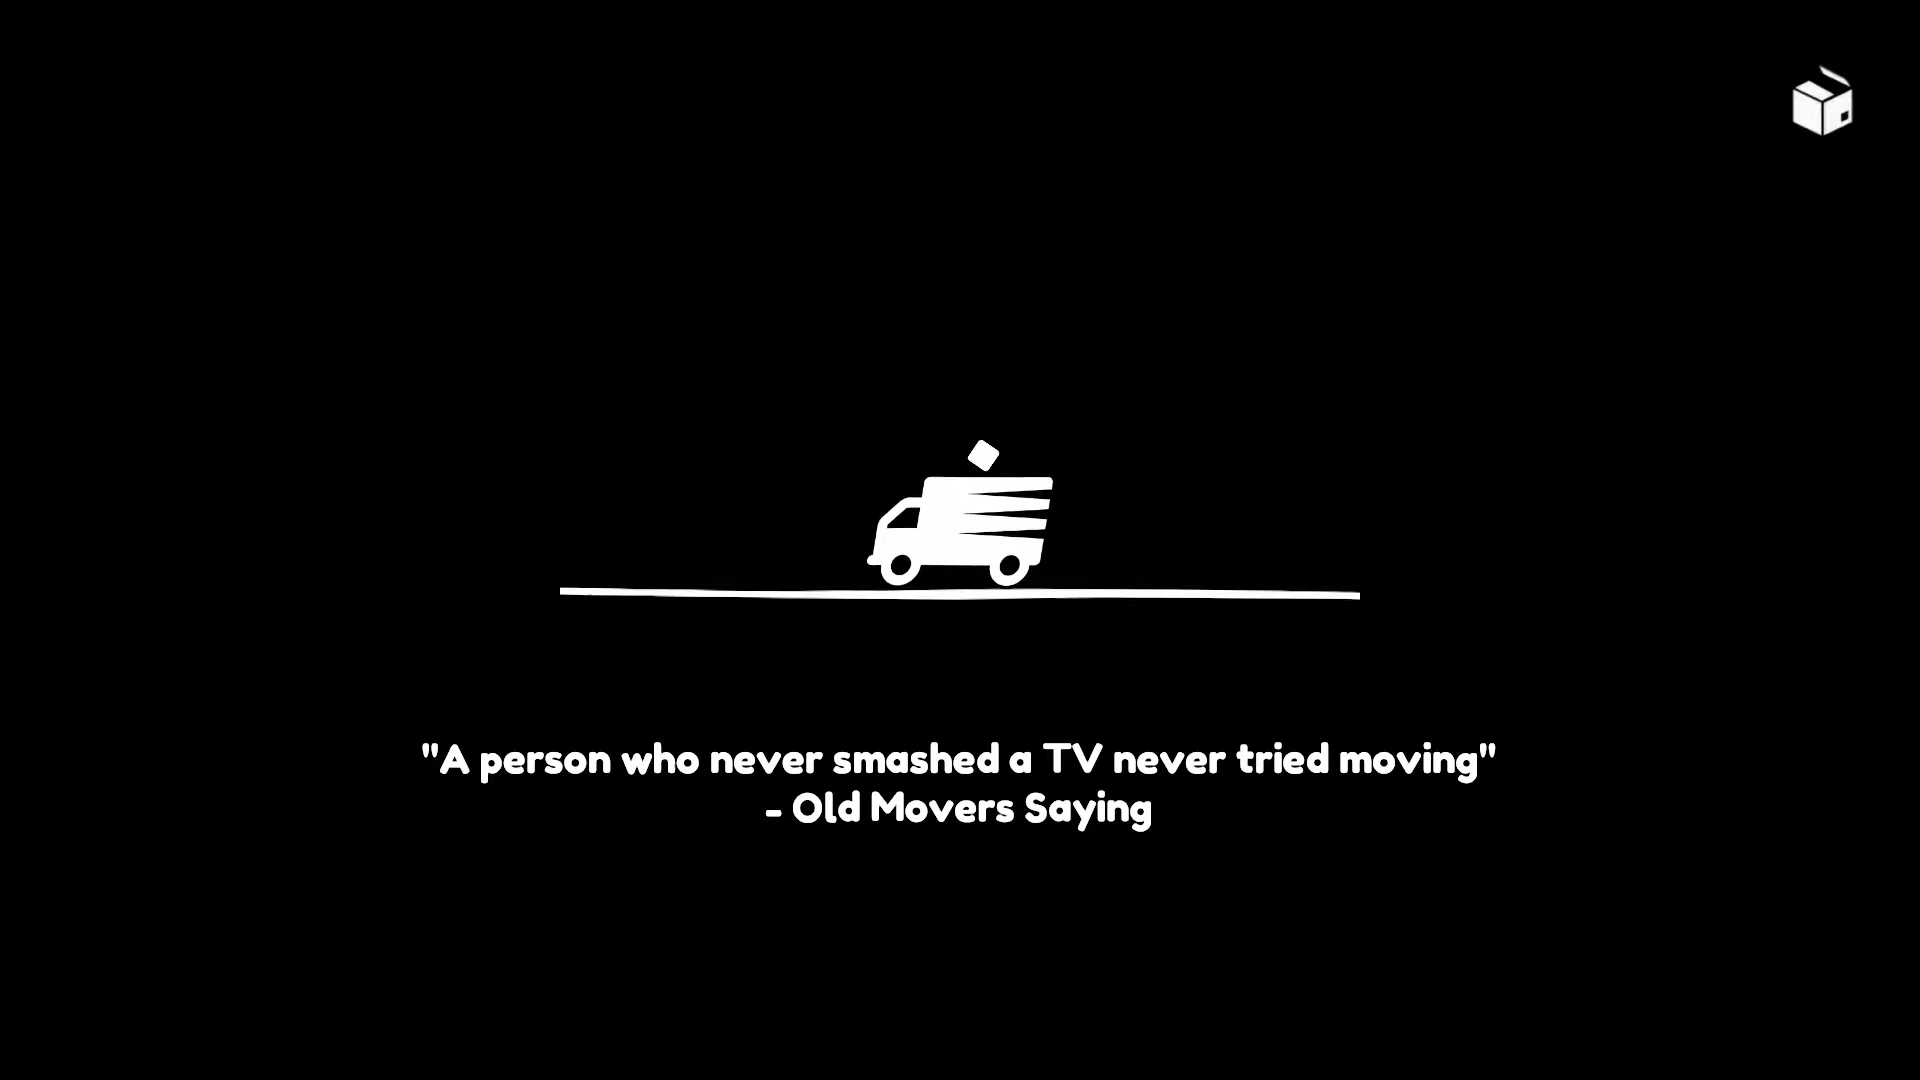 "A person who never smashed a TV never tried moving"
- Old Movers Saying